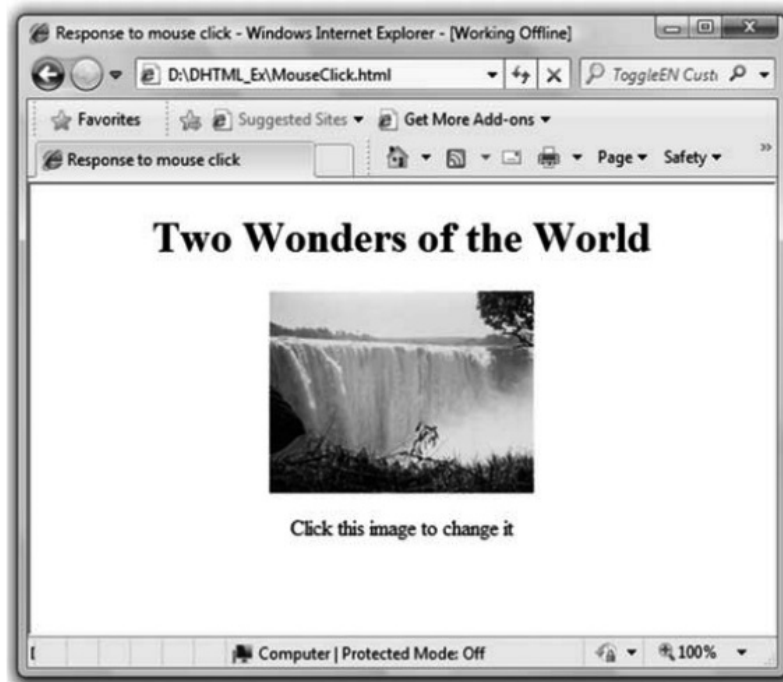 Response to mouse click - Windows Internet Explorer - [Working Offline]
D:\DHTML_Ex\MouseClick.html
ToggleEN Custo
Favorites Suggested Sites Get More Add-ons
Response to mouse click Page Safety
Two Wonders of the World
Click this image to change it
Computer | Protected Mode: Off 100%